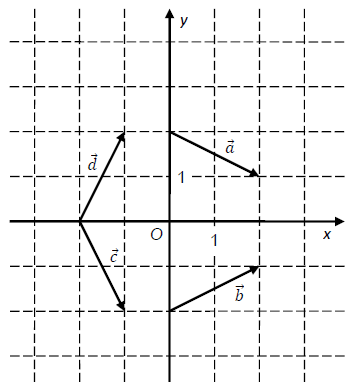 y
d⃗
a⃗
1
O
1
x
c⃗
b⃗